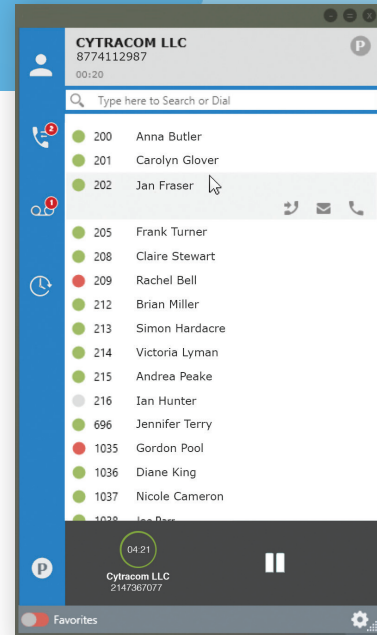 CYTRACOM LLC
8774112987
00:20
P
Type here to Search or Dial
2
1
200 Anna Butler
201 Carolyn Glover
202 Jan Fraser
205 Frank Turner
208 Claire Stewart
209 Rachel Bell
212 Brian Miller
213 Simon Hardacre
214 Victoria Lyman
215 Andrea Peake
216 Ian Hunter
696 Jennifer Terry
1035 Gordon Pool
1036 Diane King
1037 Nicole Cameron
1038
04:21
P
Cytracom LLC
2147367077
Favorites